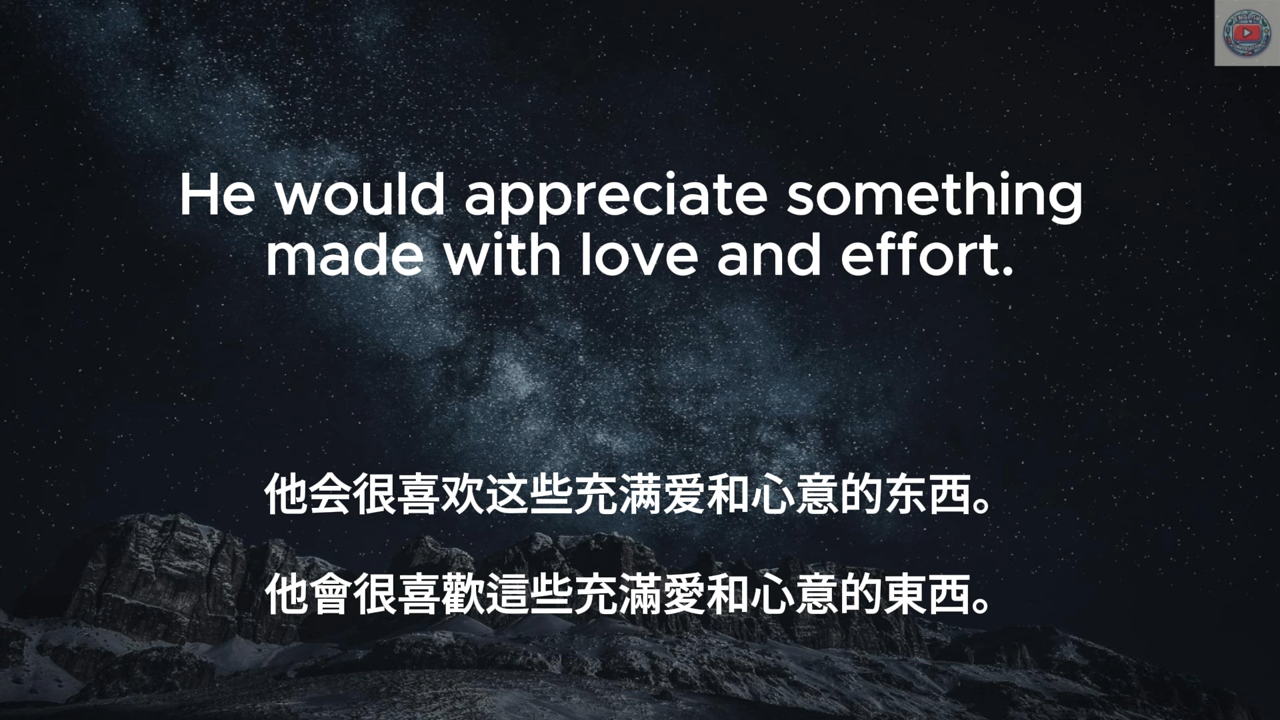 He would appreciate something
made with love and effort.
他会很喜欢这些充满爱和心意的东西。
他會很喜歡這些充滿愛和心意的東西。